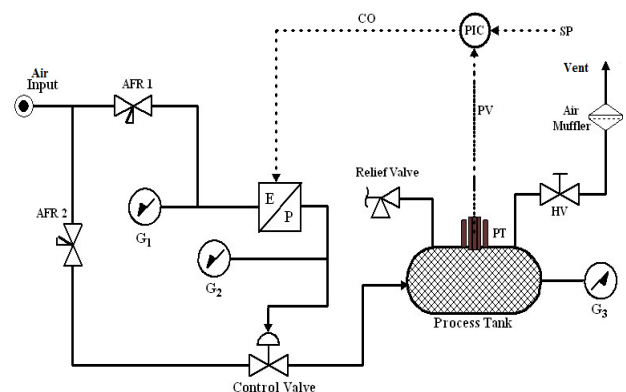 CO
PIC
SP
Air
Input
AFR 1
Vent
Air
Muffler
PV
Relief Valve
AFR 2
E
P
G1
HV
PT
G2
G3
Process Tank
Control Valve